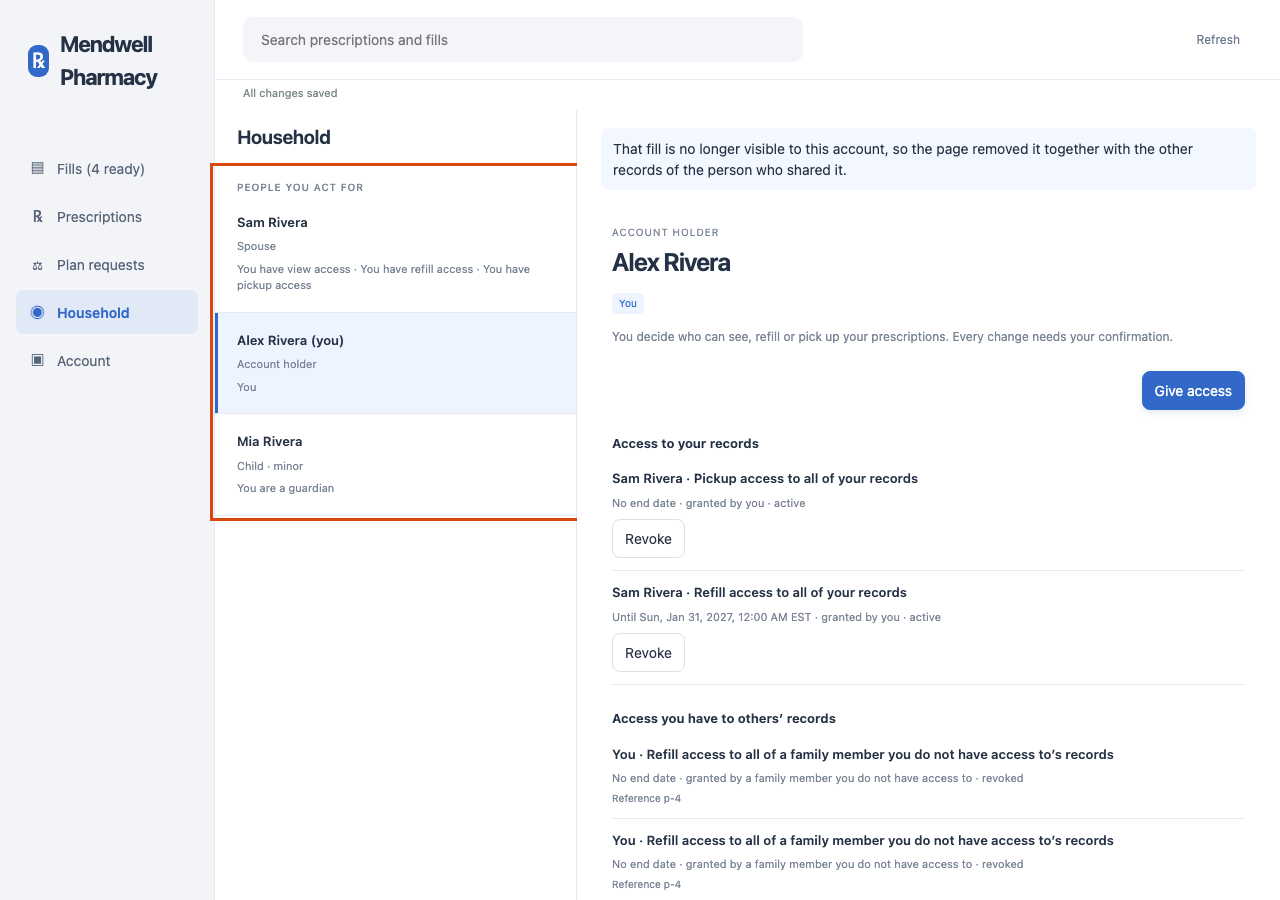 Mendwell
Pharmacy
Fills (4 ready)
Prescriptions
Plan requests
Household
Account
Search prescriptions and fills
Refresh
All changes saved
Household
PEOPLE YOU ACT FOR
Sam Rivera
Spouse
You have view access · You have refill access · You have
pickup access
Alex Rivera (you)
Account holder
You
Mia Rivera
Child · minor
You are a guardian
That fill is no longer visible to this account, so the page removed it together with the other
records of the person who shared it.
ACCOUNT HOLDER
Alex Rivera
You
You decide who can see, refill or pick up your prescriptions. Every change needs your confirmation.
Give access
Access to your records
Sam Rivera · Pickup access to all of your records
No end date · granted by you · active
Revoke
Sam Rivera · Refill access to all of your records
Until Sun, Jan 31, 2027, 12:00 AM EST · granted by you · active
Revoke
Access you have to others’ records
You · Refill access to all of a family member you do not have access to’s records
No end date · granted by a family member you do not have access to · revoked
Reference p-4
You · Refill access to all of a family member you do not have access to’s records
No end date · granted by a family member you do not have access to · revoked
Reference p-4